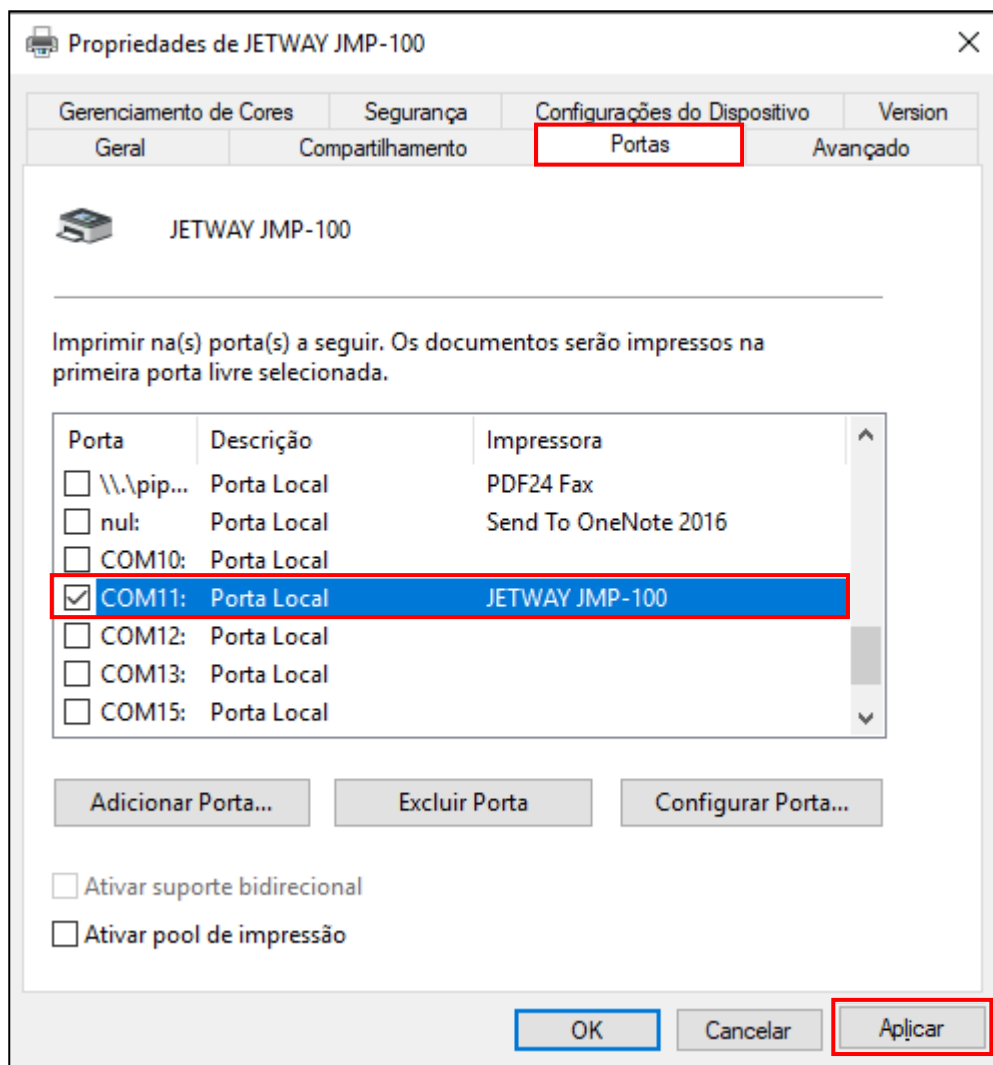 Propriedades de JETWAY JMP-100
Gerenciamento de Cores Segurança Configurações do Dispositivo Version
Geral Compartilhamento Portas Avançado
JETWAY JMP-100
Imprimir na(s) porta(s) a seguir. Os documentos serão impressos na
primeira porta livre selecionada.
Porta Descrição Impressora
\\.\pip... Porta Local PDF24 Fax
nul: Porta Local Send To OneNote 2016
COM10: Porta Local
COM11: Porta Local JETWAY JMP-100
COM12: Porta Local
COM13: Porta Local
COM15: Porta Local
Adicionar Porta... Excluir Porta Configurar Porta...
Ativar suporte bidirecional
Ativar pool de impressão
OK Cancelar Aplicar